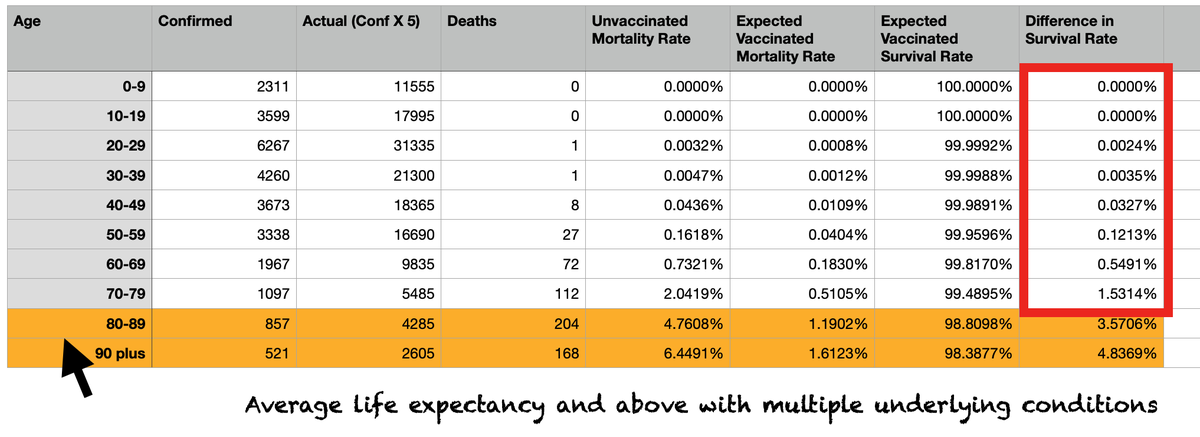 Age Confirmed Actual (Conf X 5) Deaths Unvaccinated Mortality Rate Expected Vaccinated Mortality Rate Expected Vaccinated Survival Rate Difference in Survival Rate
0-9 2311 11555 0 0.0000% 0.0000% 100.0000% 0.0000%
10-19 3599 17995 0 0.0000% 0.0000% 100.0000% 0.0000%
20-29 6267 31335 1 0.0032% 0.0008% 99.9992% 0.0024%
30-39 4260 21300 1 0.0047% 0.0012% 99.9988% 0.0035%
40-49 3673 18365 8 0.0436% 0.0109% 99.9891% 0.0327%
50-59 3338 16690 27 0.1618% 0.0404% 99.9596% 0.1213%
60-69 1967 9835 72 0.7321% 0.1830% 99.8170% 0.5491%
70-79 1097 5485 112 2.0419% 0.5105% 99.4895% 1.5314%
80-89 857 4285 204 4.7608% 1.1902% 98.8098% 3.5706%
90 plus 521 2605 168 6.4491% 1.6123% 98.3877% 4.8369%
Average life expectancy and above with multiple underlying conditions